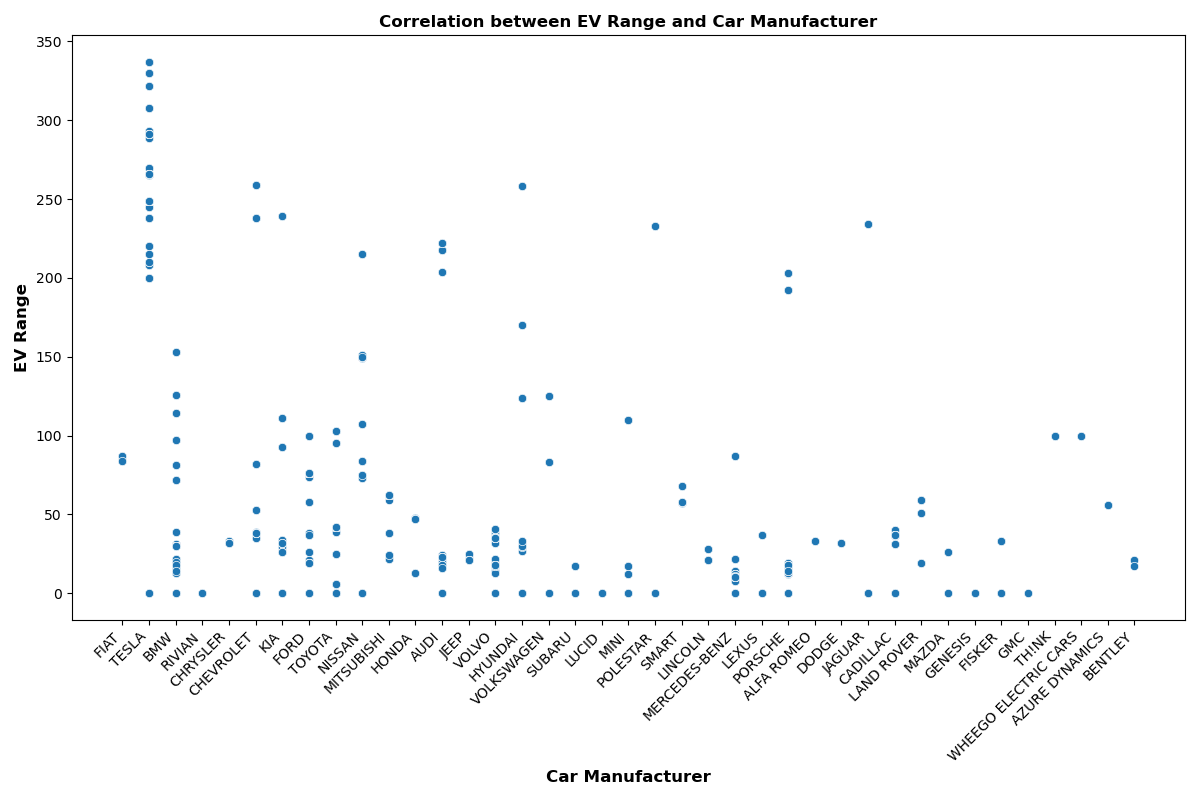 Correlation between EV Range and Car Manufacturer
350
300
250
200
150
100
50
0
EV Range
FIAT
TESLA
BMW
RIVIAN
CHRYSLER
CHEVROLET
KIA
FORD
TOYOTA
NISSAN
MITSUBISHI
HONDA
AUDI
JEEP
VOLVO
HYUNDAI
VOLKSWAGEN
SUBARU
LUCID
MINI
POLESTAR
SMART
LINCOLN
MERCEDES-BENZ
LEXUS
PORSCHE
ALFA ROMEO
DODGE
JAGUAR
CADILLAC
LAND ROVER
MAZDA
GENESIS
FISKER
GMC
THINK
WHEEGO ELECTRIC CARS
AZURE DYNAMICS
BENTLEY
Car Manufacturer